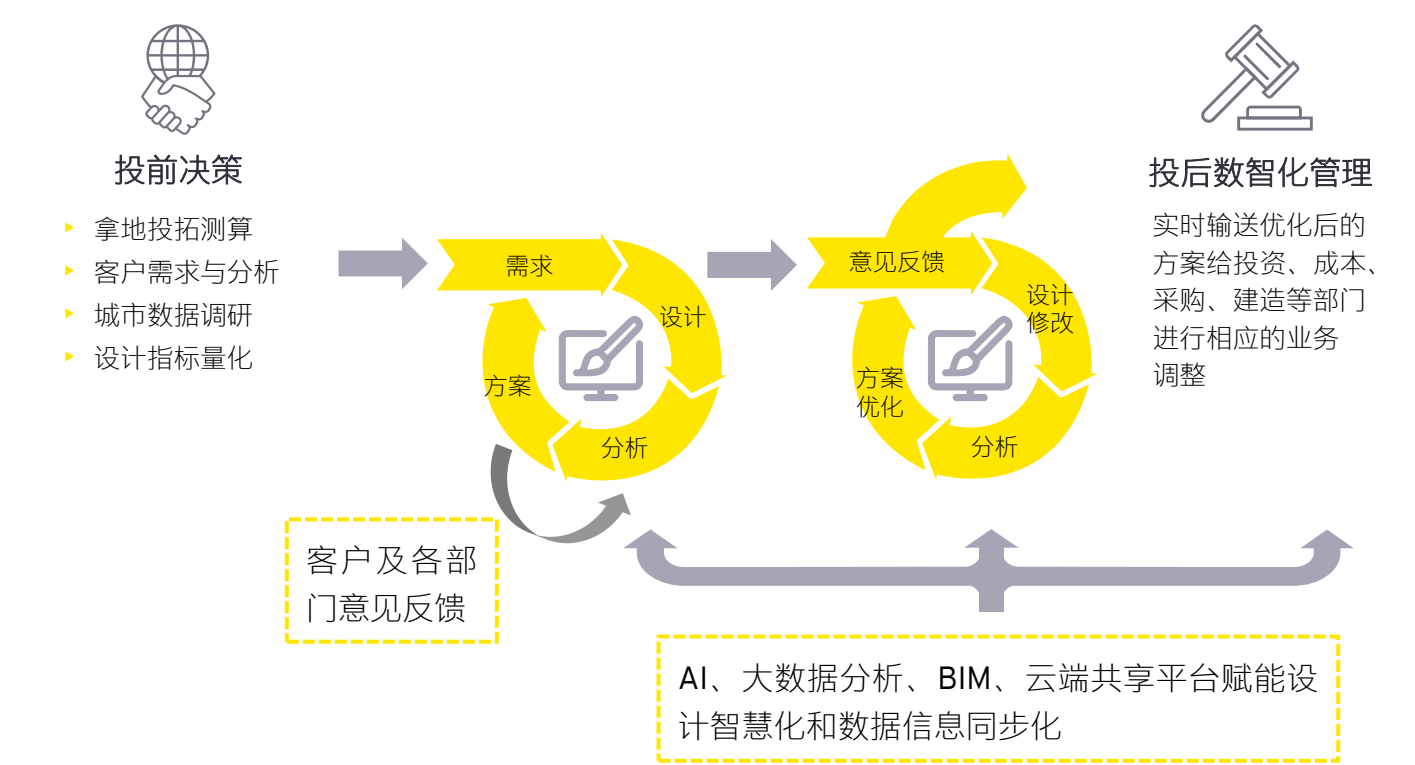 投前决策
拿地投拓测算
客户需求与分析
城市数据调研
设计指标量化
需求
设计
分析
方案
客户及各部
门意见反馈
意见反馈
设计
修改
分析
方案
优化
投后数智化管理
实时输送优化后的
方案给投资、成本、
采购、建造等部门
进行相应的业务
调整
AI、大数据分析、BIM、云端共享平台赋能设
计智慧化和数据信息同步化